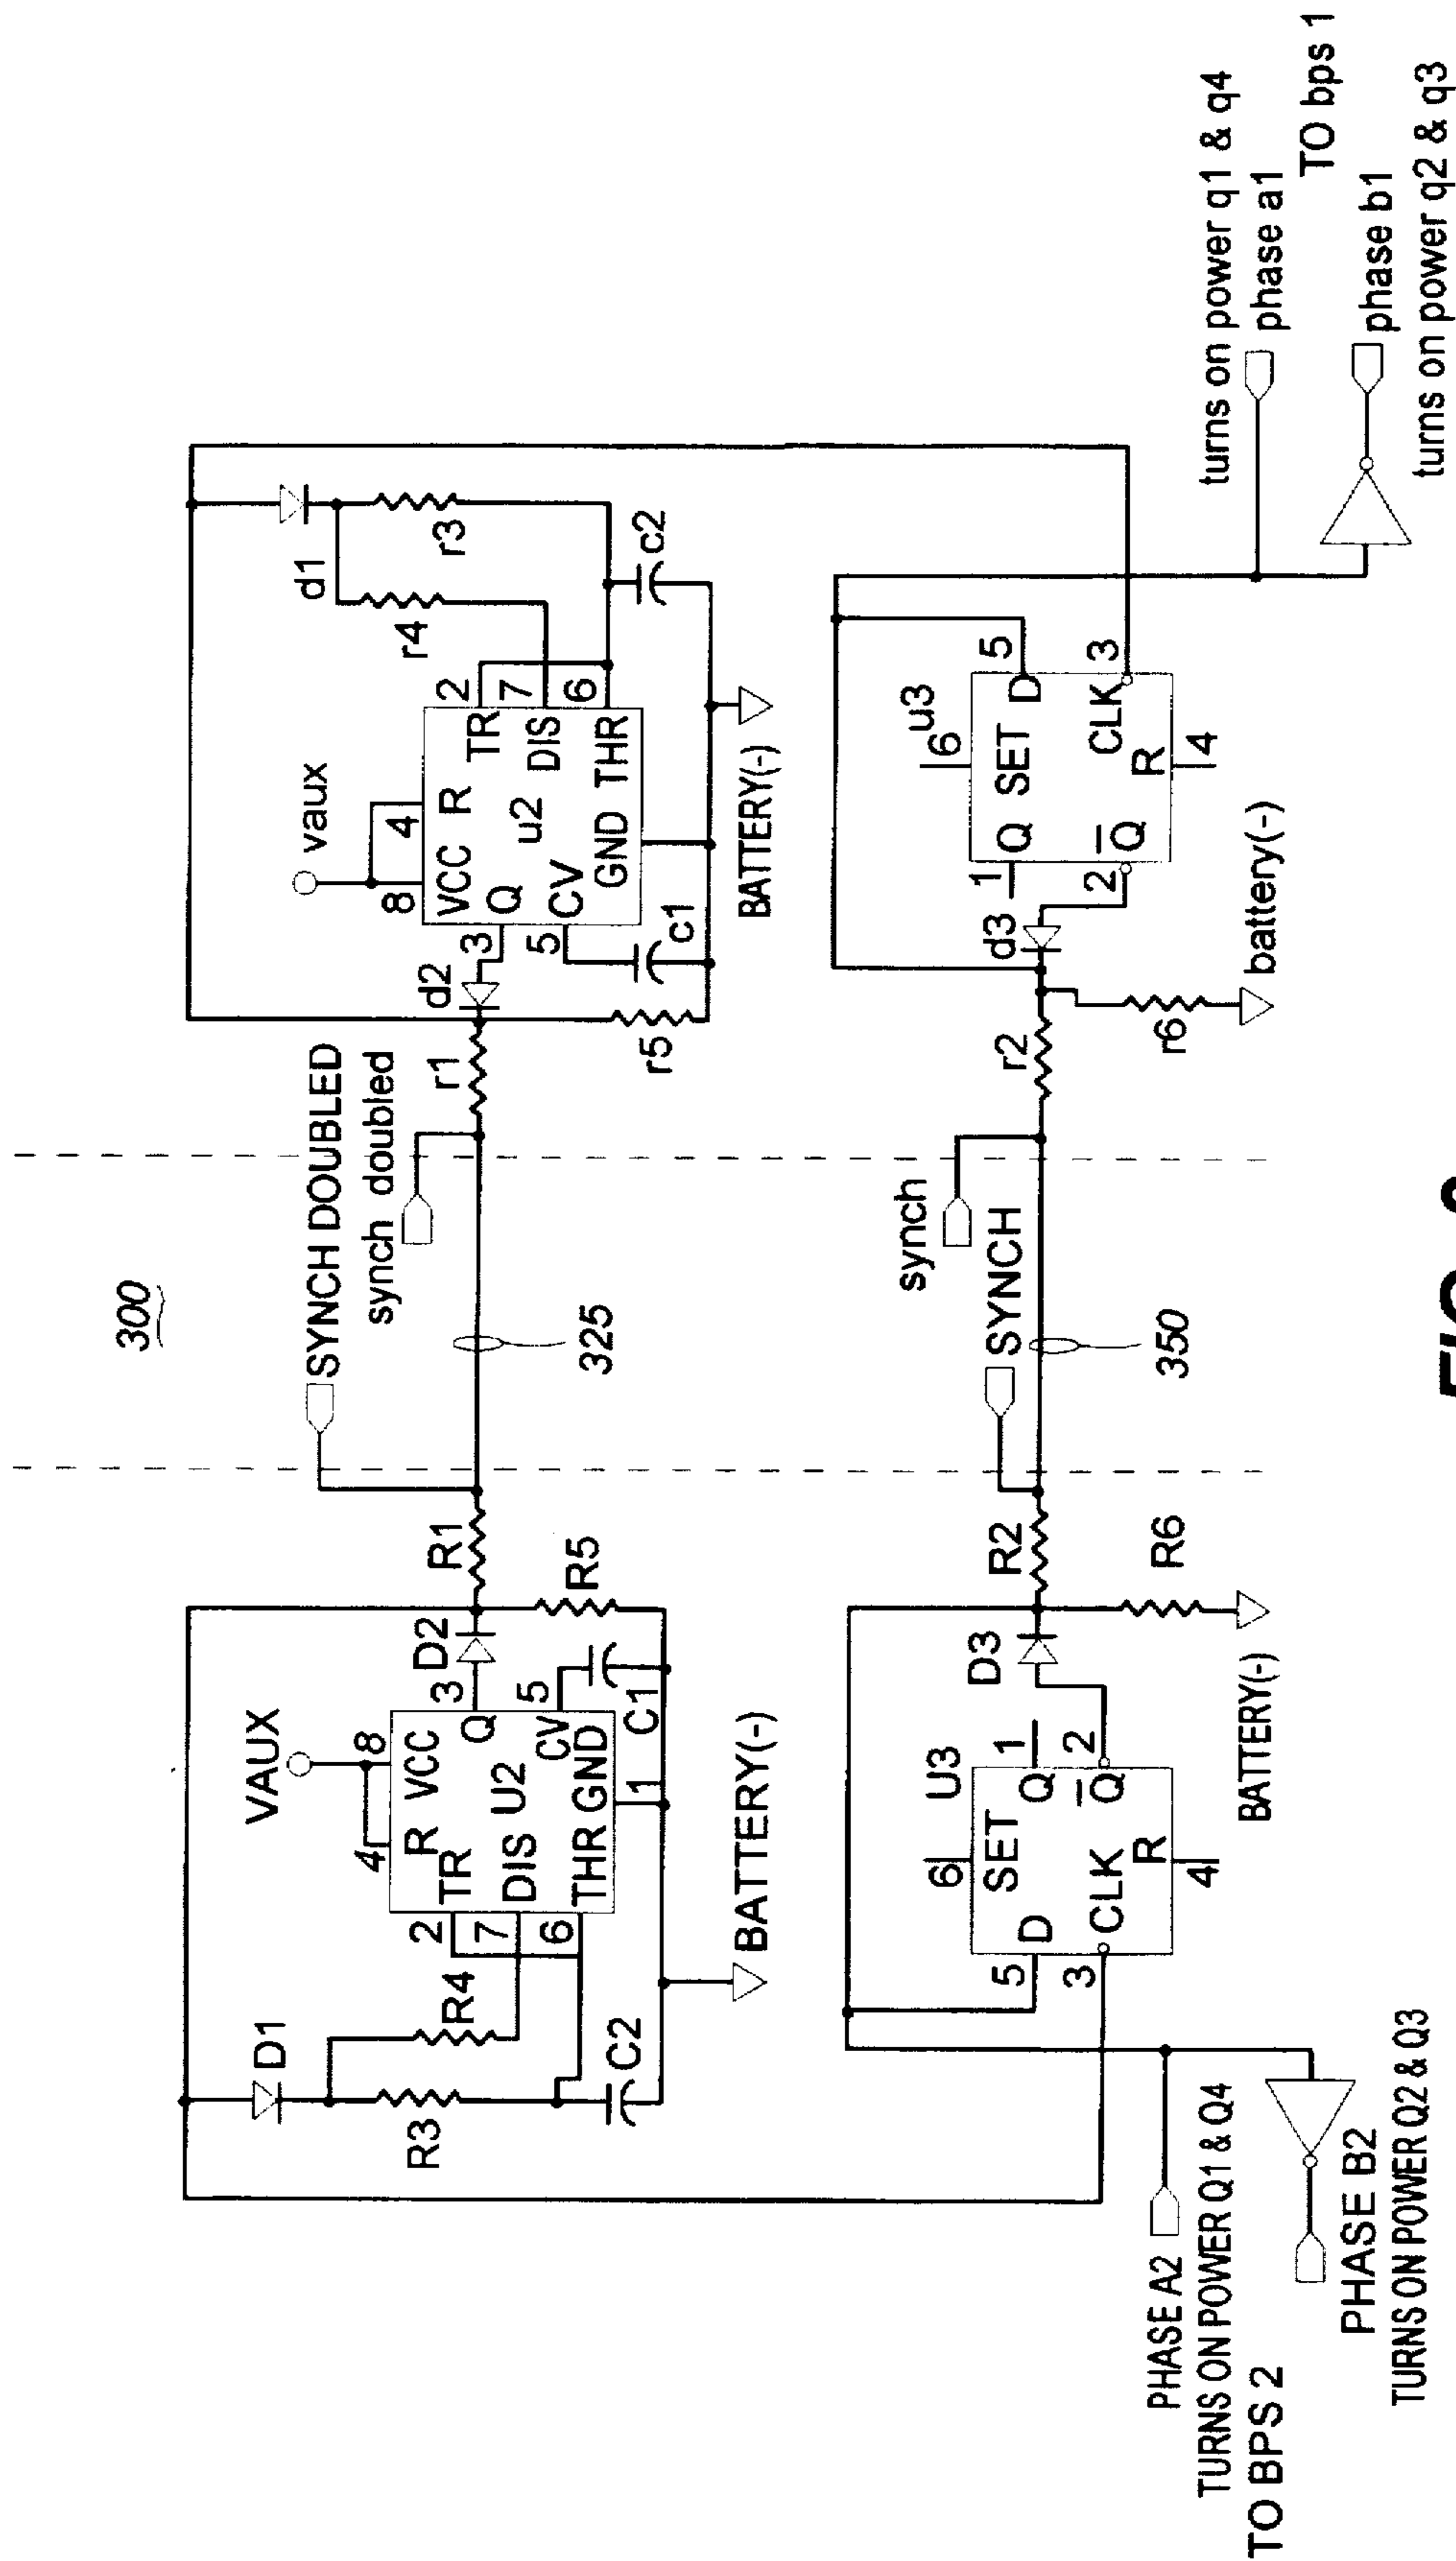 300
SYNCH DOUBLED
synch doubled
325
SYNCH
synch
350
VAUX
D1
R3
R4
C2
4
8
R
VCC
TR
2
DIS
7
THR
6
U2
Q
3
CV
5
GND
1
D2
R1
R5
C1
BATTERY(-)
U3
6
SET
5
D
3
CLK
R
4
Q
1
Q
2
D3
R2
R6
BATTERY(-)
PHASE A2
TURNS ON POWER Q1 & Q4
TO BPS 2
PHASE B2
TURNS ON POWER Q2 & Q3
vaux
d1
r3
r4
c2
8
4
VCC
R
TR
2
DIS
7
THR
6
u2
Q
3
CV
5
GND
d2
r1
r5
c1
BATTERY(-)
u3
6
SET
D
5
CLK
3
R
4
Q
1
Q
2
d3
r2
r6
battery(-)
turns on power q1 & q4
phase a1
TO bps 1
phase b1
turns on power q2 & q3